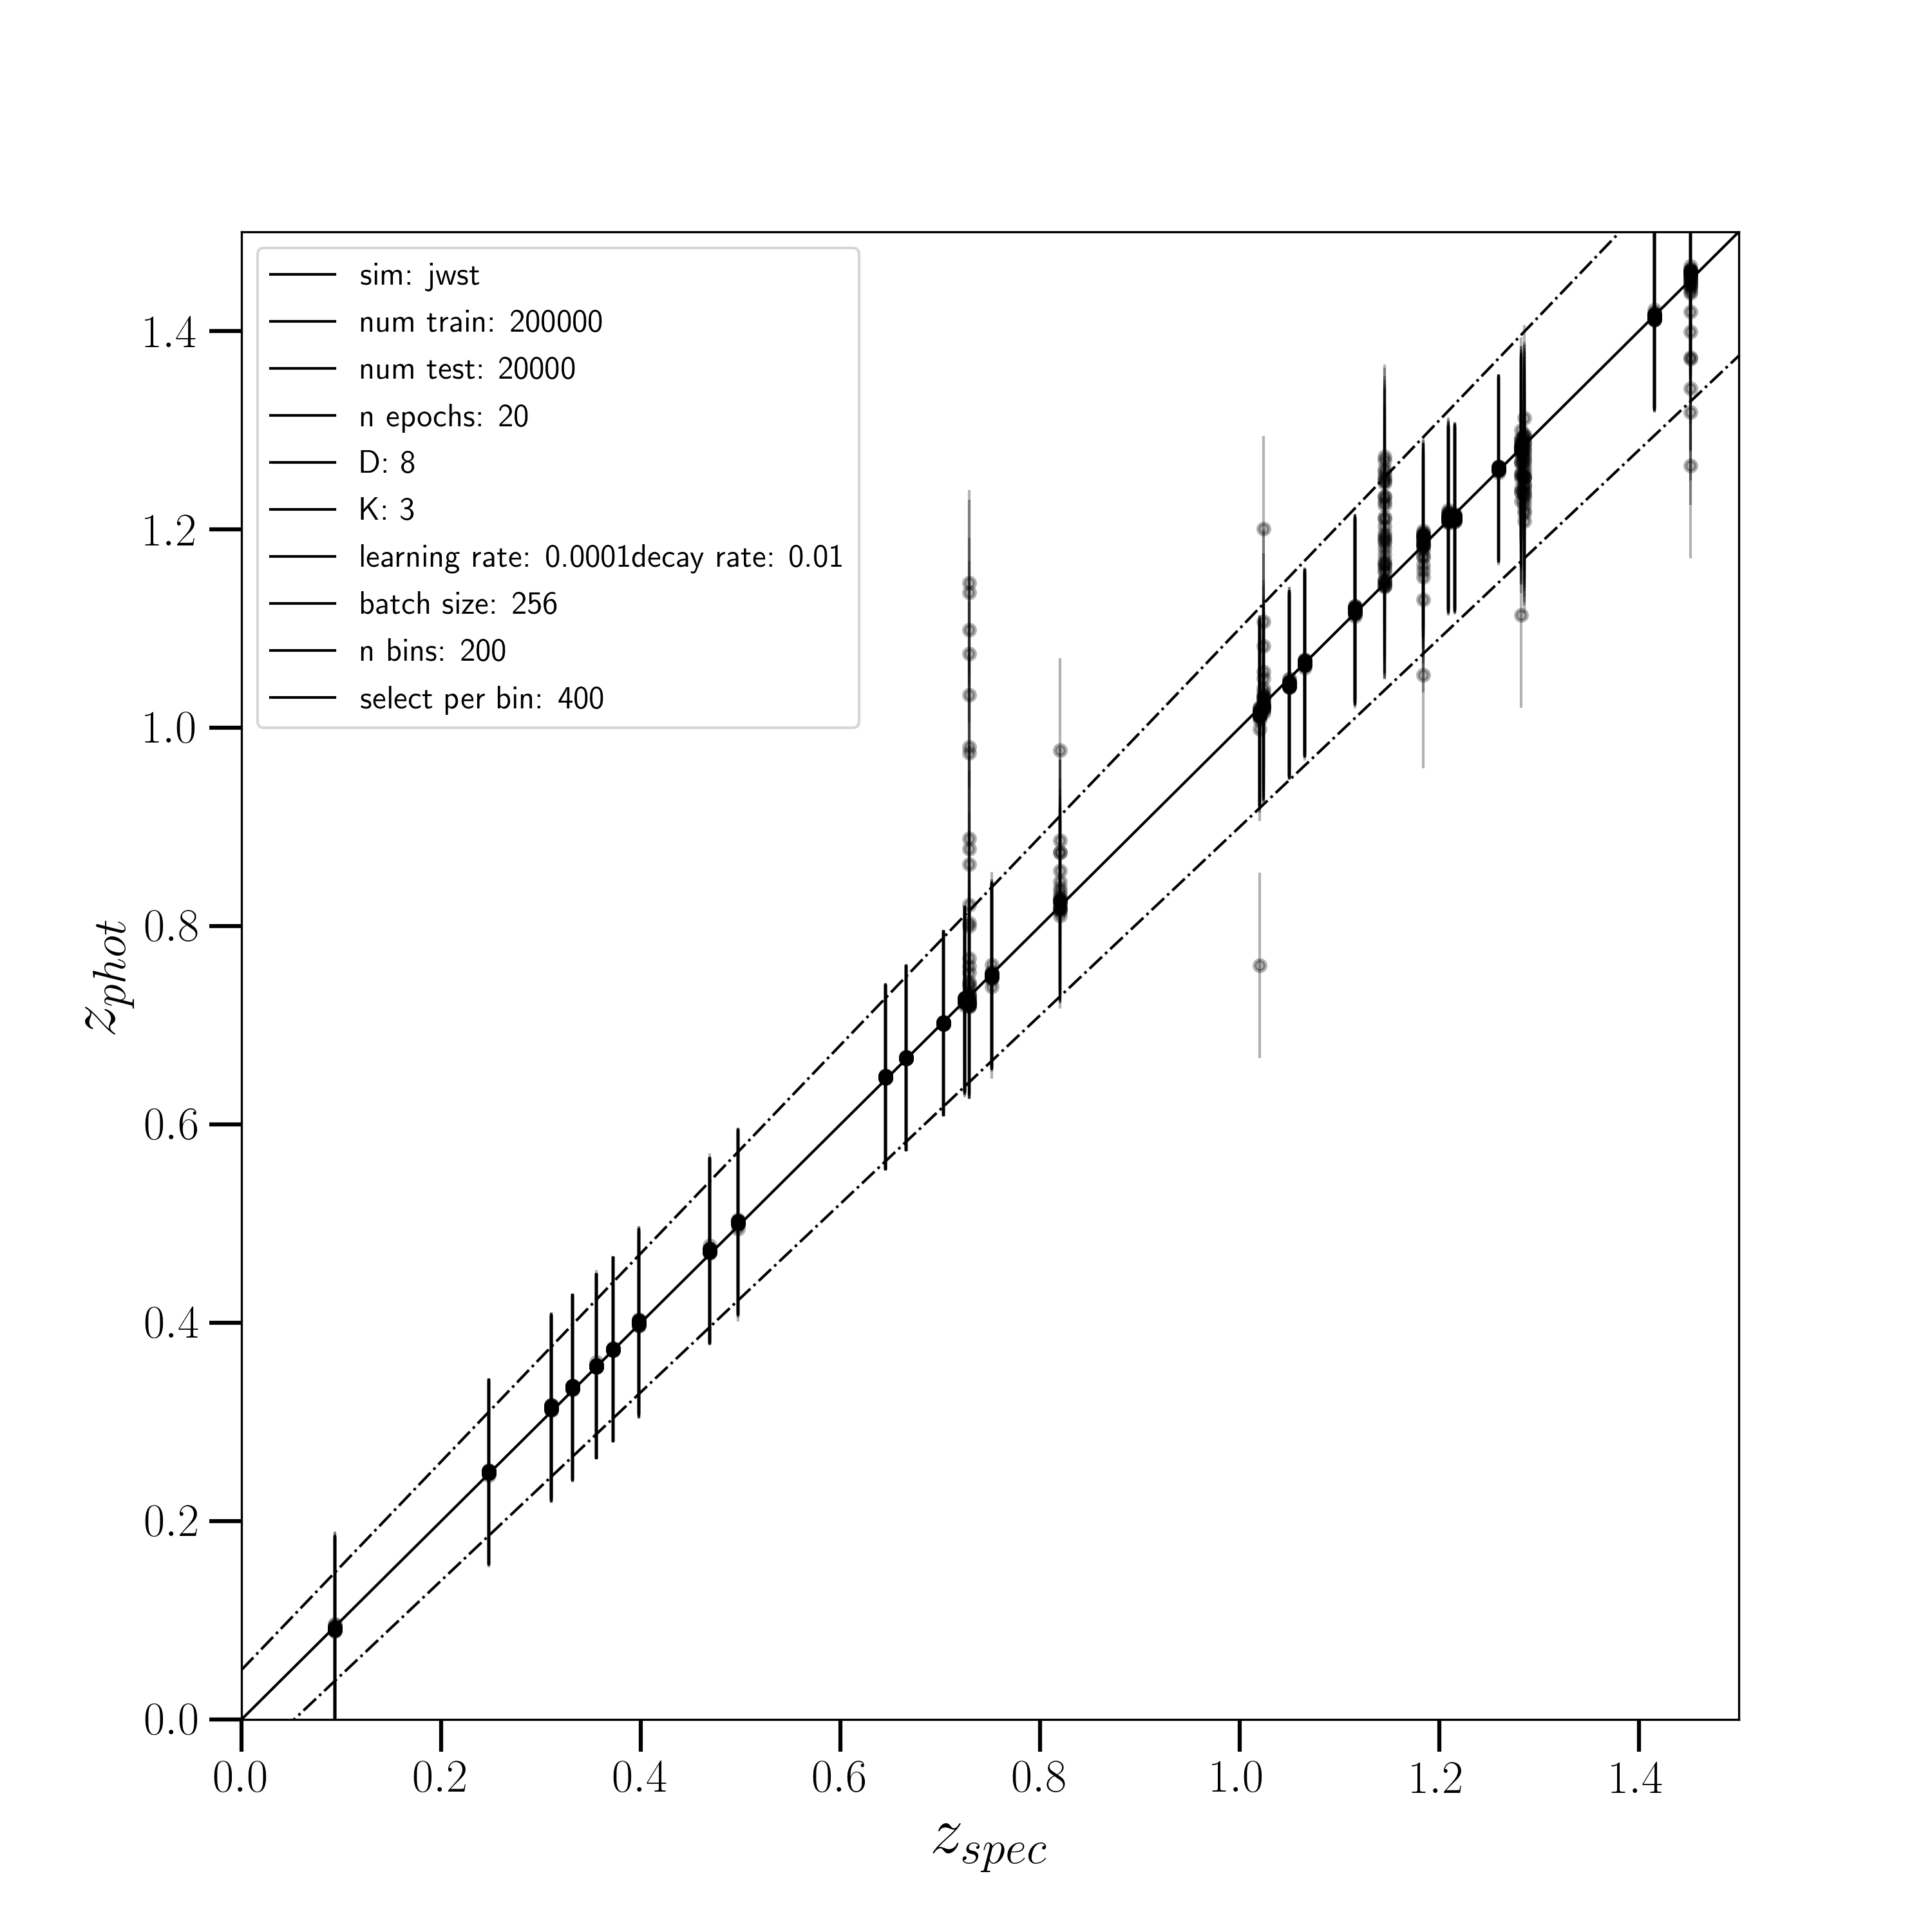 sim: jwst
num train: 200000
num test: 20000
n epochs: 20
D: 8
K: 3
learning rate: 0.0001decay rate: 0.01
batch size: 256
n bins: 200
select per bin: 400
1.4
1.2
1.0
0.8
0.6
0.4
0.2
0.0
z_phot
0.0 0.2 0.4 0.6 0.8 1.0 1.2 1.4
z_spec